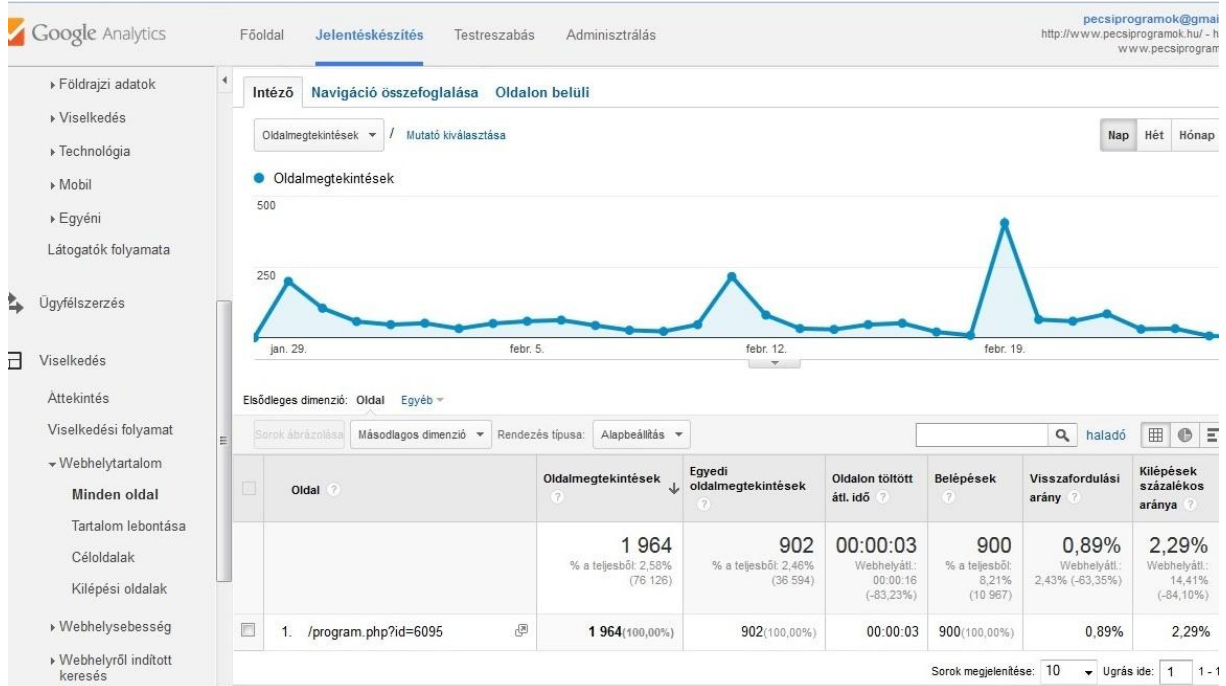 Google Analytics
Főoldal Jelentéskészítés Testreszabás Adminisztrálás
pecsiprogramok@gmai
http://www.pecsiprogramok.hu/ - h
www.pecsiprogram
Földrajzi adatok
Viselkedés
Technológia
Mobil
Egyéni
Látogatók folyamata
Ügyfélszerzés
Viselkedés
Áttekintés
Viselkedési folyamat
Webhelytartalom
Minden oldal
Tartalom lebontása
Céloldalak
Kilépési oldalak
Webhelysebesség
Webhelyről indított
keresés
Intéző Navigáció összefoglalása Oldalon belüli
Oldalmegtekintések / Mutató kiválasztása
Nap Hét Hónap
Oldalmegtekintések
500
250
jan. 29. febr. 5. febr. 12. febr. 19.
Elsődleges dimenzió: Oldal Egyéb
Sorok ábrázolása Másodlagos dimenzió Rendezés típusa: Alapbeállítás haladó
Oldal ?
Oldalmegtekintések
?
Egyedi
oldalmegtekintések
?
Oldalon töltött
átl. idő ?
Belépések
?
Visszafordulási
arány ?
Kilépések
százalékos
aránya ?
1 964
% a teljesből: 2,58%
(76 126)
902
% a teljesből: 2,46%
(36 594)
00:00:03
Webhelyátl.:
00:00:16
(-83,23%)
900
% a teljesből:
8,21%
(10 967)
0,89%
Webhelyátl.:
2,43% (-63,35%)
2,29%
Webhelyátl.:
14,41%
(-84,10%)
1. /program.php?id=6095 1 964(100,00%) 902(100,00%) 00:00:03 900(100,00%) 0,89% 2,29%
Sorok megjelenítése: 10 Ugrás ide: 1 1 - 1